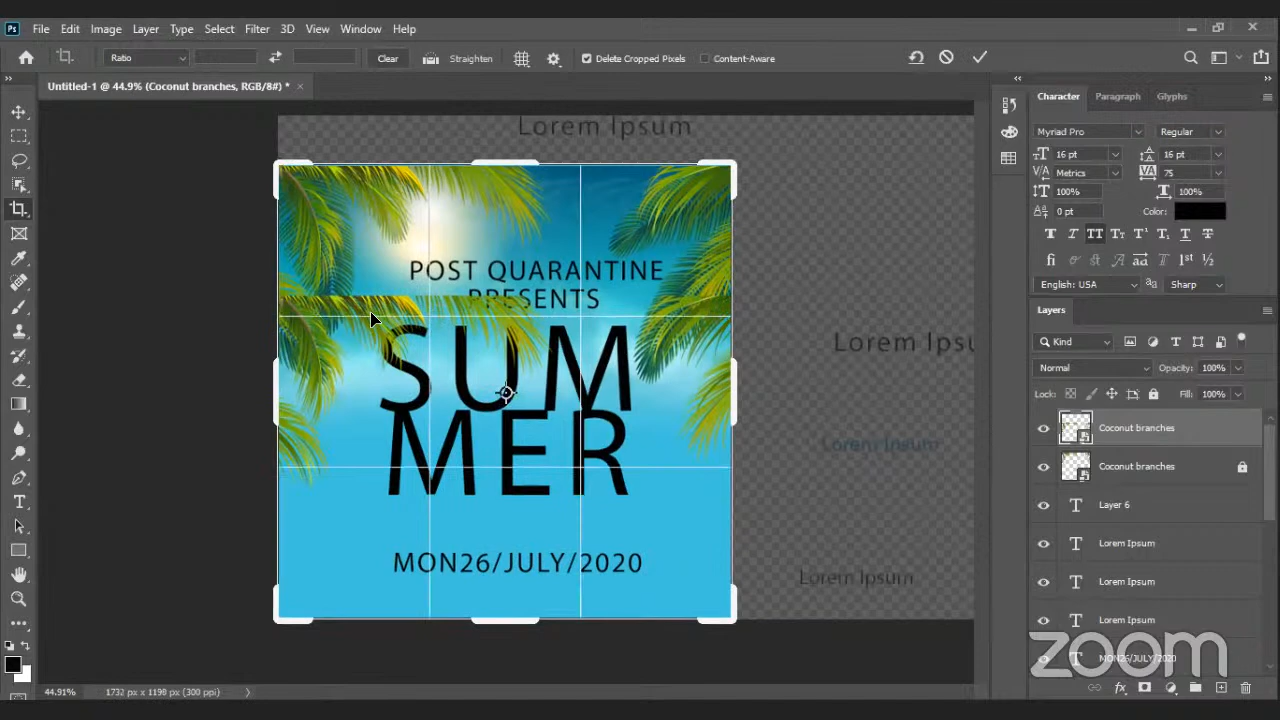 Ps File Edit Image Layer Type Select Filter 3D View Window Help
Ratio Clear Straighten Delete Cropped Pixels Content-Aware
Untitled-1 @ 44.9% (Coconut branches, RGB/8#) *
Character Paragraph Glyphs
Lorem Ipsum
Myriad Pro Regular
16 pt 16 pt
Metrics 75
100% 100%
0 pt Color:
English: USA Sharp
POST QUARANTINE
PRESENTS
SUM
MER
MON26/JULY/2020
Lorem Ipsu
Lorem Ipsum
Lorem Ipsum
Layers
Kind
Normal Opacity: 100%
Lock: Fill: 100%
Coconut branches
Coconut branches
Layer 6
Lorem Ipsum
Lorem Ipsum
Lorem Ipsum
MON26/JULY/2020
zoom
44.91% 1732 px x 1198 px (300 ppi)